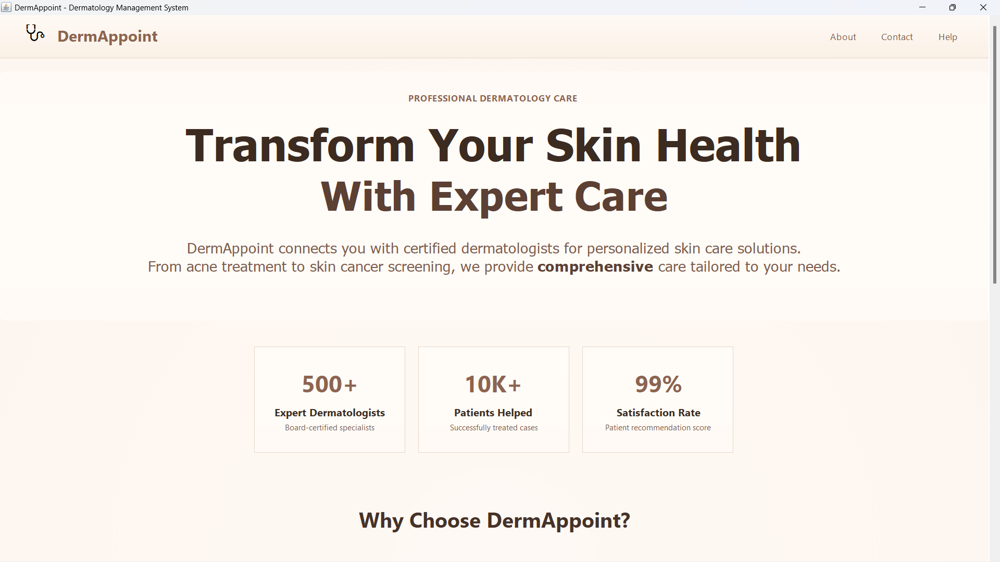 DermAppoint - Dermatology Management System
DermAppoint
About
Contact
Help
PROFESSIONAL DERMATOLOGY CARE
Transform Your Skin Health
With Expert Care
DermAppoint connects you with certified dermatologists for personalized skin care solutions.
From acne treatment to skin cancer screening, we provide comprehensive care tailored to your needs.
500+
Expert Dermatologists
Board-certified specialists
10K+
Patients Helped
Successfully treated cases
99%
Satisfaction Rate
Patient recommendation score
Why Choose DermAppoint?